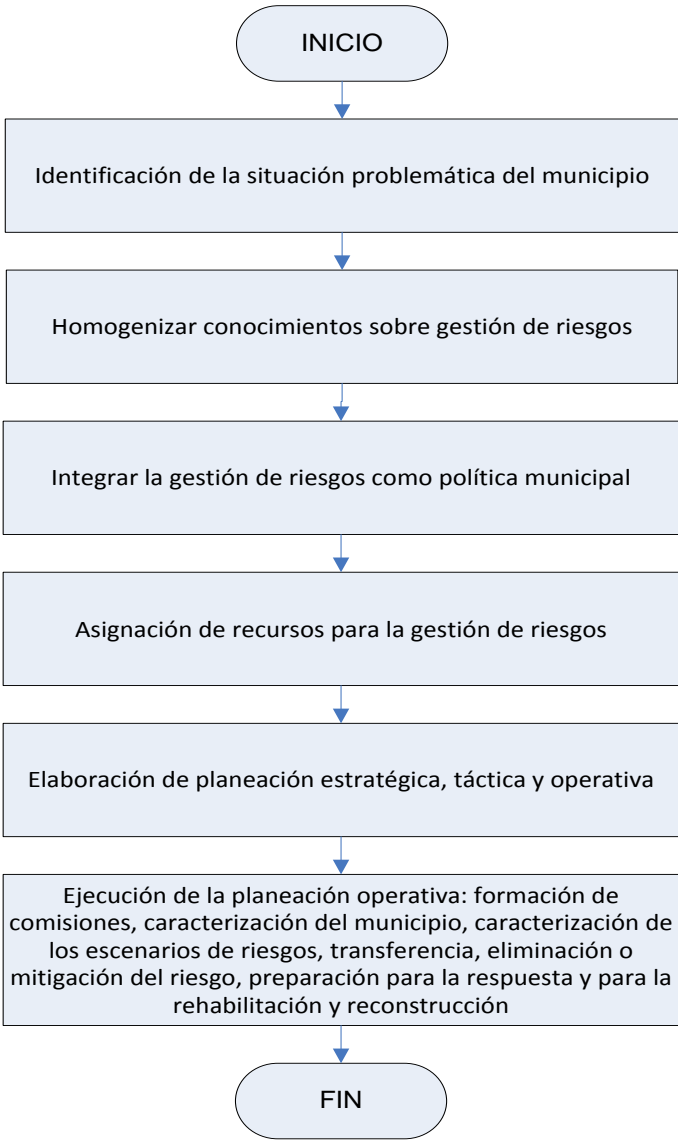 INICIO
Identificación de la situación problemática del municipio
Homogenizar conocimientos sobre gestión de riesgos
Integrar la gestión de riesgos como política municipal
Asignación de recursos para la gestión de riesgos
Elaboración de planeación estratégica, táctica y operativa
Ejecución de la planeación operativa: formación de
comisiones, caracterización del municipio, caracterización de
los escenarios de riesgos, transferencia, eliminación o
mitigación del riesgo, preparación para la respuesta y para la
rehabilitación y reconstrucción
FIN